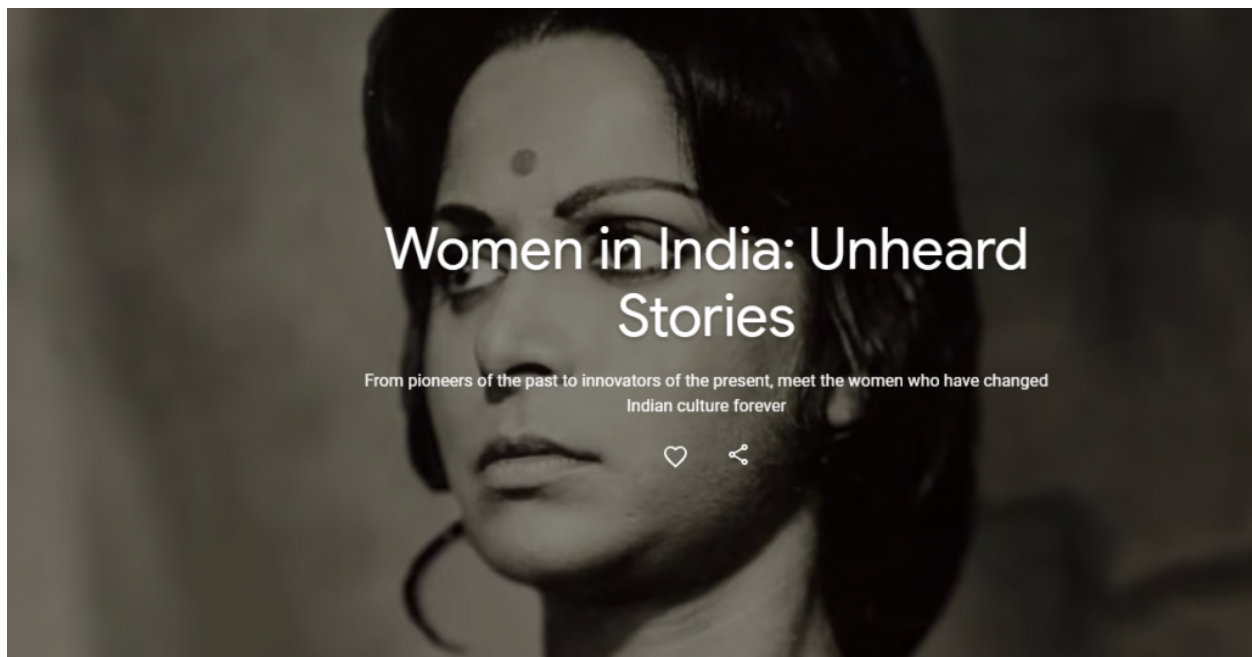 Women in India: Unheard
Stories
From pioneers of the past to innovators of the present, meet the women who have changed
Indian culture forever